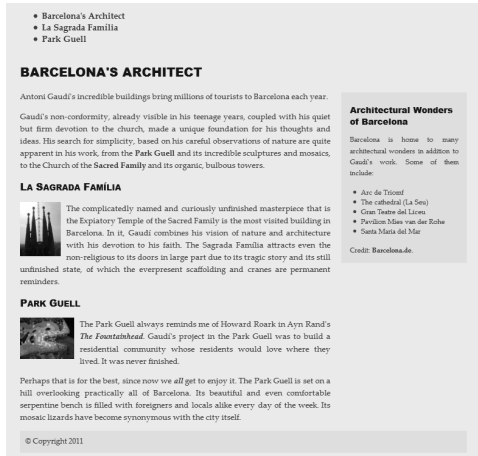 Barcelona's Architect
La Sagrada Família
Park Guell
BARCELONA'S ARCHITECT
Antoni Gaudí's incredible buildings bring millions of tourists to Barcelona each year.
Gaudí's non-conformity, already visible in his teenage years, coupled with his quiet
but firm devotion to the church, made a unique foundation for his thoughts and
ideas. His search for simplicity, based on his careful observations of nature are quite
apparent in his work, from the Park Guell and its incredible sculptures and mosaics,
to the Church of the Sacred Family and its organic, bulbous towers.
LA SAGRADA FAMÍLIA
The complicatedly named and curiously unfinished masterpiece that is
the Expiatory Temple of the Sacred Family is the most visited building in
Barcelona. In it, Gaudí combines his vision of nature and architecture
with his devotion to his faith. The Sagrada Família attracts even the
non-religious to its doors in large part due to its tragic story and its still
unfinished state, of which the everpresent scaffolding and cranes are permanent
reminders.
PARK GUELL
The Park Guell always reminds me of Howard Roark in Ayn Rand's
The Fountainhead. Gaudí's project in the Park Guell was to build a
residential community whose residents would love where they
lived. It was never finished.
Perhaps that is for the best, since now we all get to enjoy it. The Park Guell is set on a
hill overlooking practically all of Barcelona. Its beautiful and even comfortable
serpentine bench is filled with foreigners and locals alike every day of the week. Its
mosaic lizards have become synonymous with the city itself.
Architectural Wonders
of Barcelona
Barcelona is home to many
architectural wonders in addition to
Gaudí's work. Some of them
include:
Arc de Triomf
The cathedral (La Seu)
Gran Teatre del Liceu
Pavilion Mies van der Rohe
Santa Maria del Mar
Credit: Barcelona.de.
© Copyright 2011